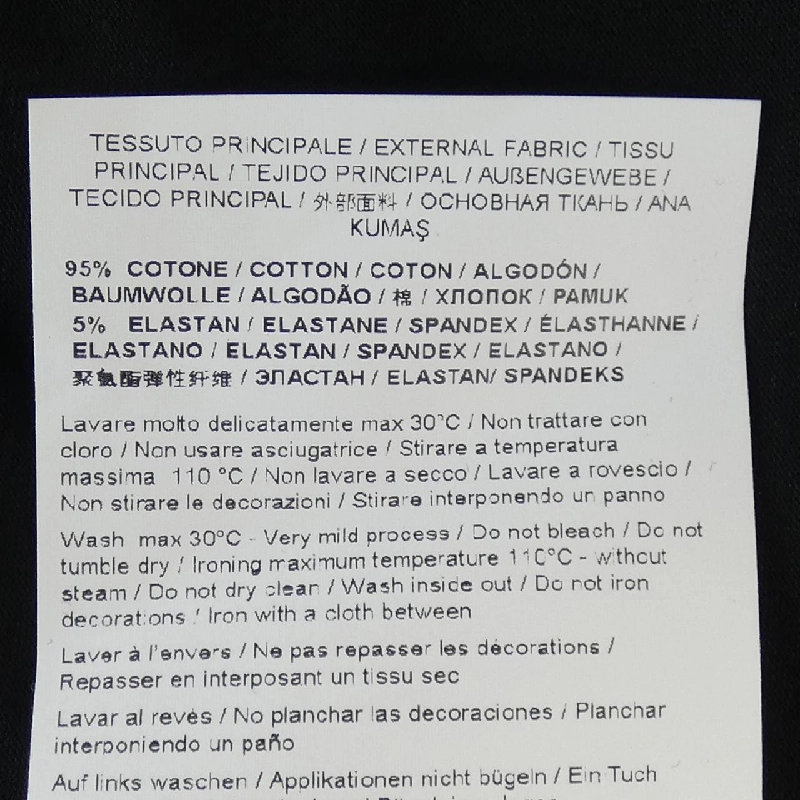 TESSUTO PRINCIPALE / EXTERNAL FABRIC / TISSU
PRINCIPAL / TEJIDO PRINCIPAL / AUßENGEWEBE /
TECIDO PRINCIPAL / 外部面料 / ОСНОВНАЯ ТКАНЬ / ANA
KUMAŞ
95% COTONE / COTTON / COTON / ALGODÓN /
BAUMWOLLE / ALGODÃO / 棉 / ХЛОПОК / PAMUK
5% ELASTAN / ELASTANE / SPANDEX / ÉLASTHANNE /
ELASTANO / ELASTAN / SPANDEX / ELASTANO /
聚氨酯弹性纤维 / ЭЛАСТАН / ELASTAN/ SPANDEKS
Lavare molto delicatamente max 30°C / Non trattare con
cloro / Non usare asciugatrice / Stirare a temperatura
massima 110 °C / Non lavare a secco / Lavare a rovescio /
Non stirare le decorazioni / Stirare interponendo un panno
Wash max 30°C - Very mild process / Do not bleach / Do not
tumble dry / Ironing maximum temperature 110°C - without
steam / Do not dry clean / Wash inside out / Do not iron
decorations / Iron with a cloth between
Laver à l'envers / Ne pas repasser les décorations /
Repasser en interposant un tissu sec
Lavar al revés / No planchar las decoraciones / Planchar
interponiendo un paño
Auf links waschen / Applikationen nicht bügeln / Ein Tuch